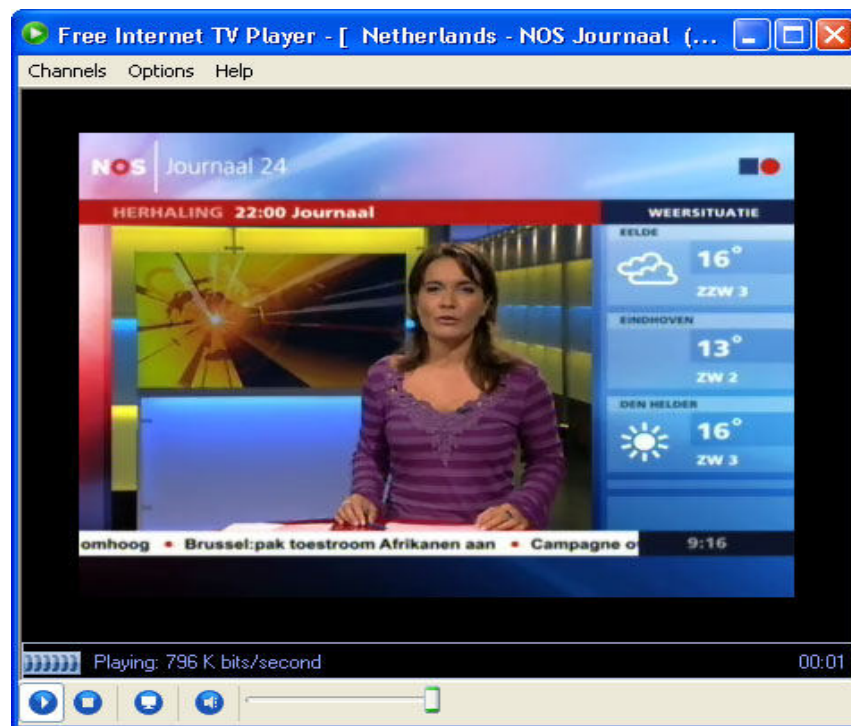 Free Internet TV Player - [ Netherlands - NOS Journaal (...
Channels Options Help
NOS Journaal 24
HERHALING 22:00 Journaal
WEERSITUATIE
EELDE
16°
ZZW 3
EINDHOVEN
13°
ZW 2
DEN HELDER
16°
ZW 3
omhoog • Brussel:pak toestroom Afrikanen aan • Campagne o
9:16
Playing: 796 K bits/second
00:01